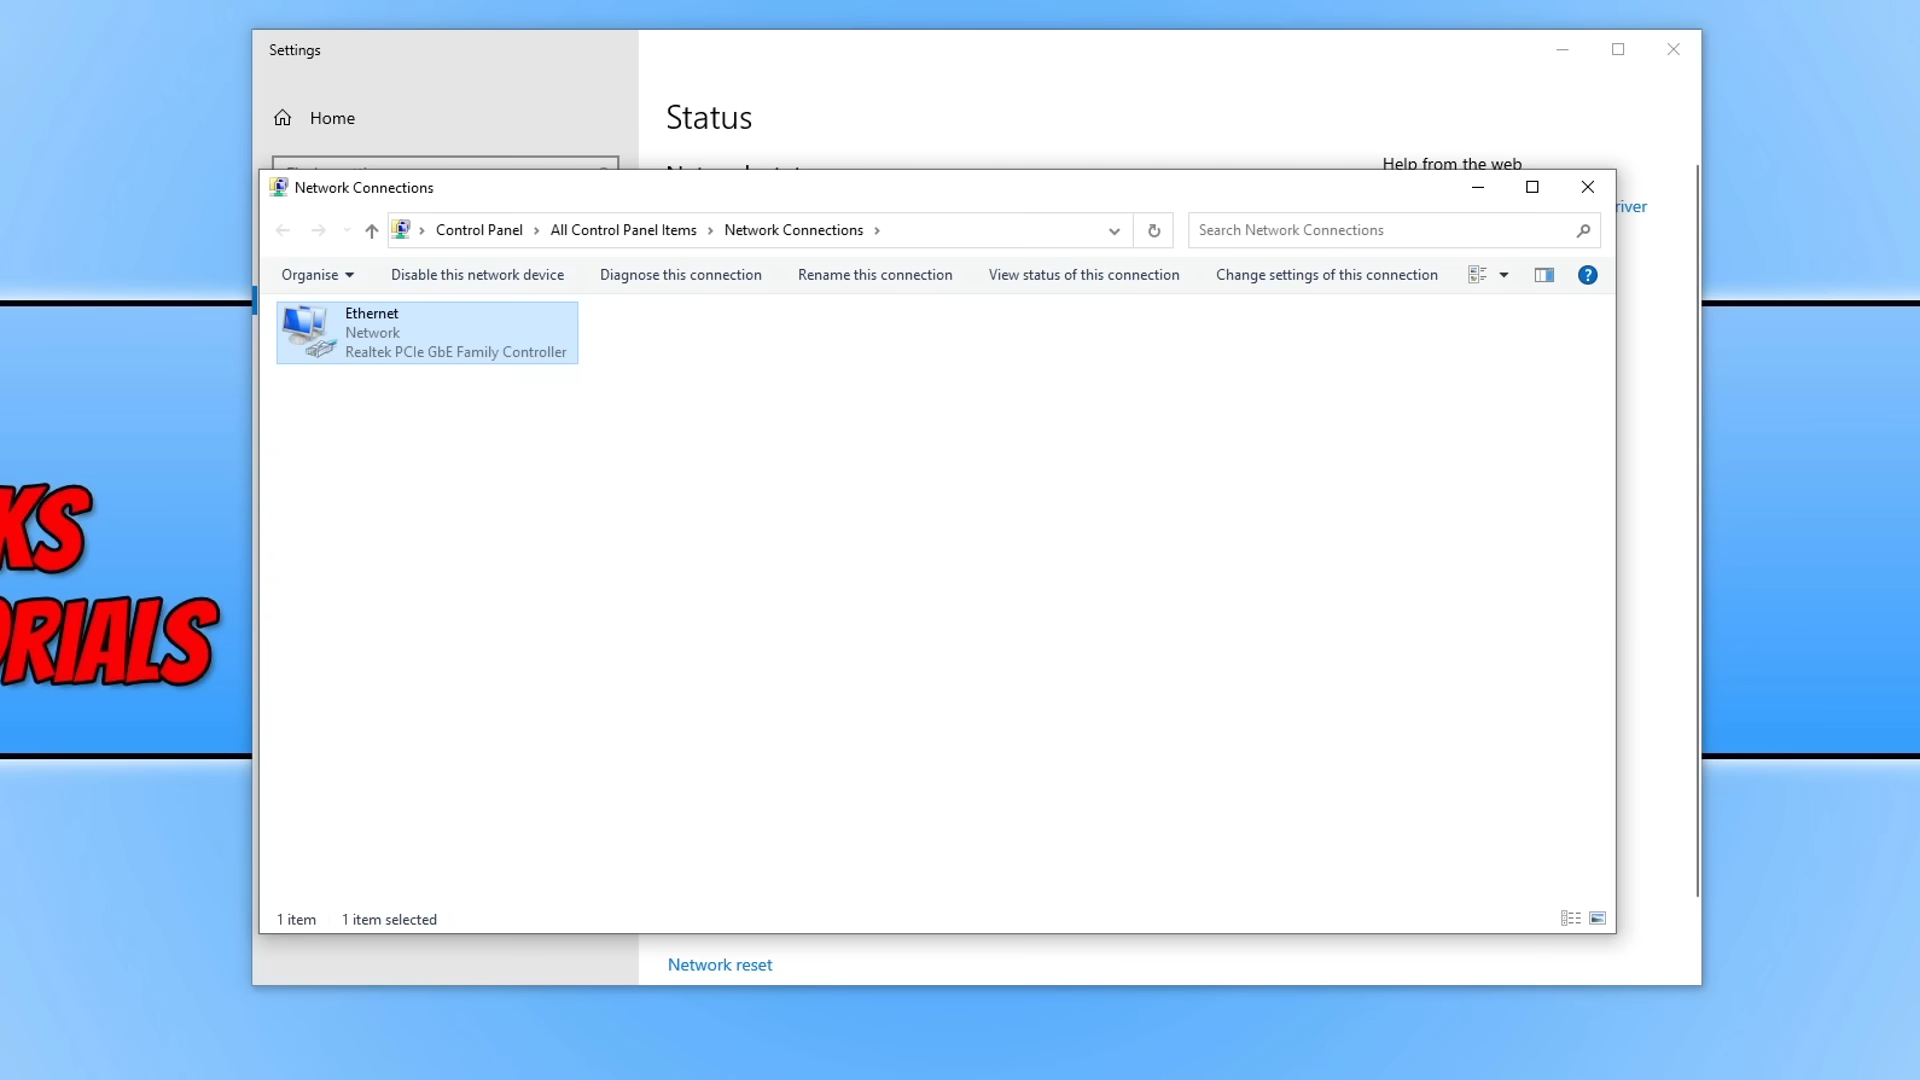 Settings
Home
Status
Help from the web
river
Network Connections
Control Panel > All Control Panel Items > Network Connections >
Search Network Connections
Organise
Disable this network device
Diagnose this connection
Rename this connection
View status of this connection
Change settings of this connection
?
Ethernet
Network
Realtek PCIe GbE Family Controller
KS
ORIALS
1 item
1 item selected
Network reset